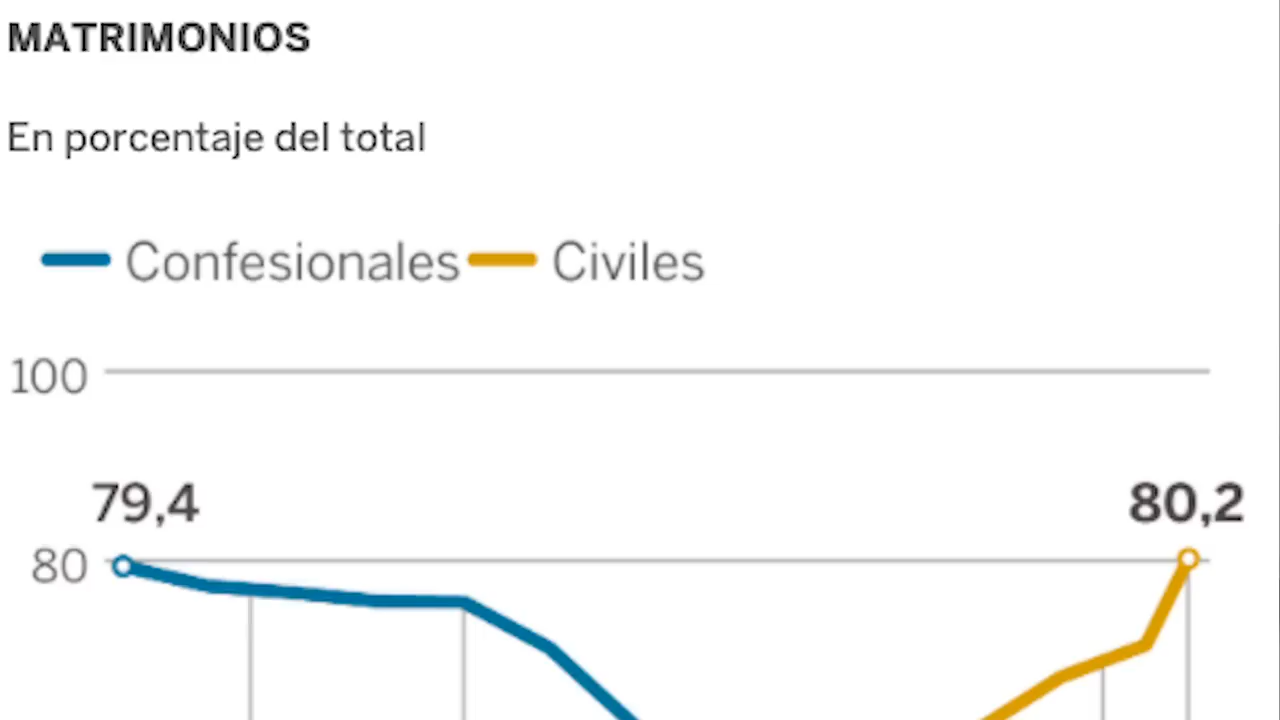 MATRIMONIOS
En porcentaje del total
Confesionales Civiles
100
79,4 80,2
80